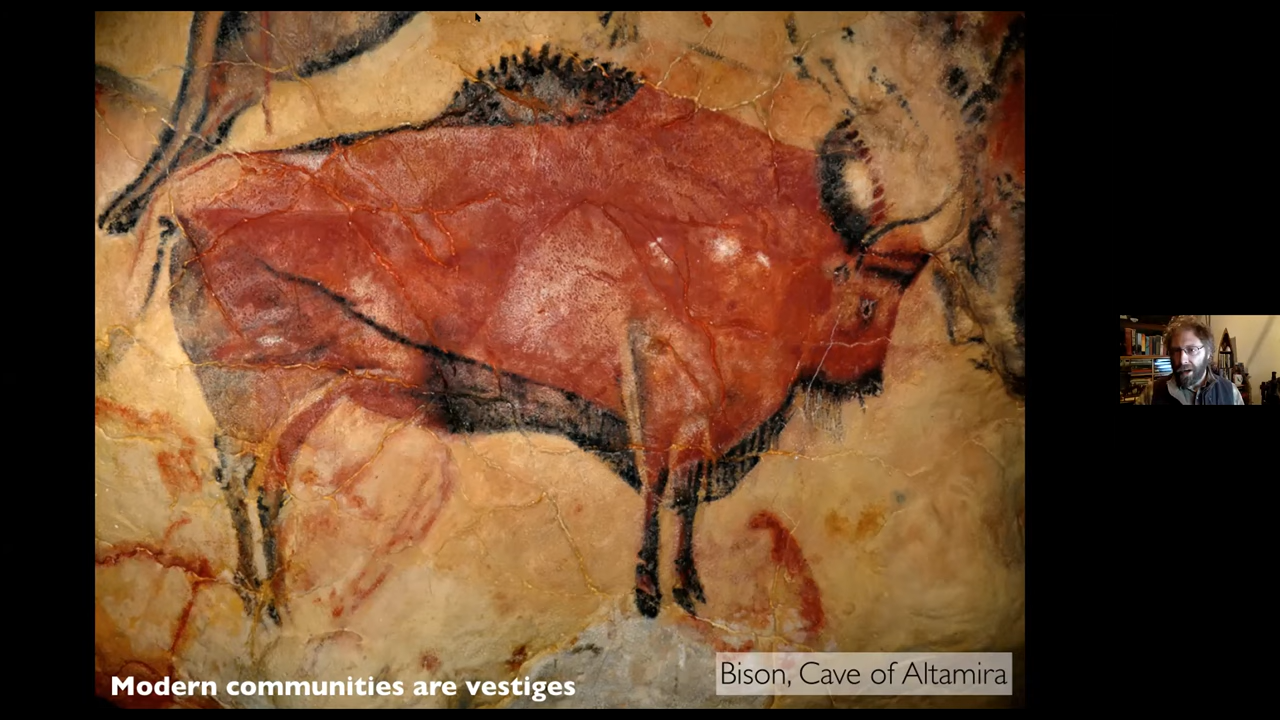 Modern communities are vestiges
Bison, Cave of Altamira